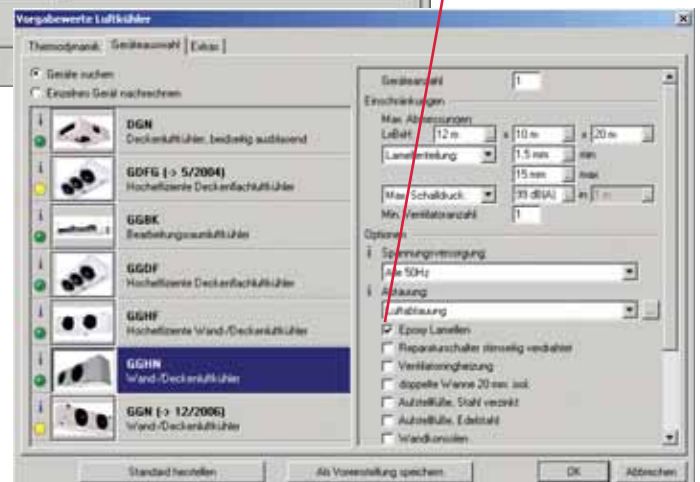 Vorgabewerte Luftkühler
Thermodynamik Geräteauswahl Extras
Geräte suchen
Einzelnes Gerät nachrechnen
DGN
Deckenluftkühler, beidseitig ausblasend
GDFG (-> 5/2004)
Hocheffiziente Deckenflachluftkühler
GGBK
Bearbeitungsraumluftkühler
GGDF
Hocheffiziente Deckenflachluftkühler
GGHF
Hocheffiziente Wand-/Deckenluftkühler
GGHN
Wand-/Deckenluftkühler
GGN (-> 12/2006)
Wand-/Deckenluftkühler
Geräteanzahl 1
Einschränkungen
Max. Abmessungen
LxBxH: 12 m x 10 m x 20 m
Lamellenteilung: 1.5 mm min
15 mm max
Max. Schalldruck: 99 dB(A) in 1 m
Min. Ventilatoranzahl 1
Optionen
i Spannungsversorgung
Alle 50Hz
i Abtauung
Luftabtauung ...
Epoxy Lamellen
Reparaturschalter stirnseitig verdrahtet
Ventilatorringheizung
doppelte Wanne 20 mm isol.
Aufstellfüße, Stahl verzinkt
Aufstellfüße, Edelstahl
Wandkonsolen
Standard herstellen Als Voreinstellung speichern OK Abbrechen